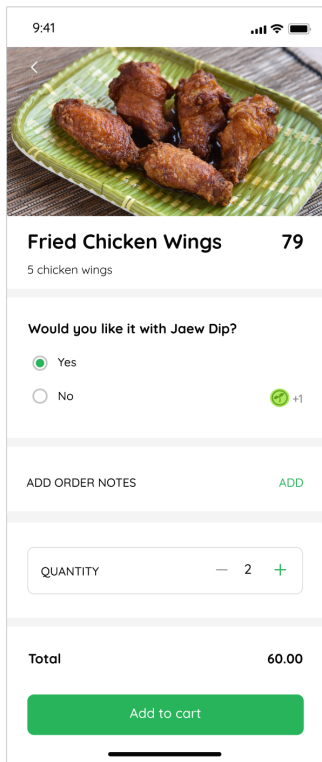 9:41
Fried Chicken Wings 79
5 chicken wings
Would you like it with Jaew Dip?
Yes
No +1
ADD ORDER NOTES ADD
QUANTITY — 2 +
Total 60.00
Add to cart